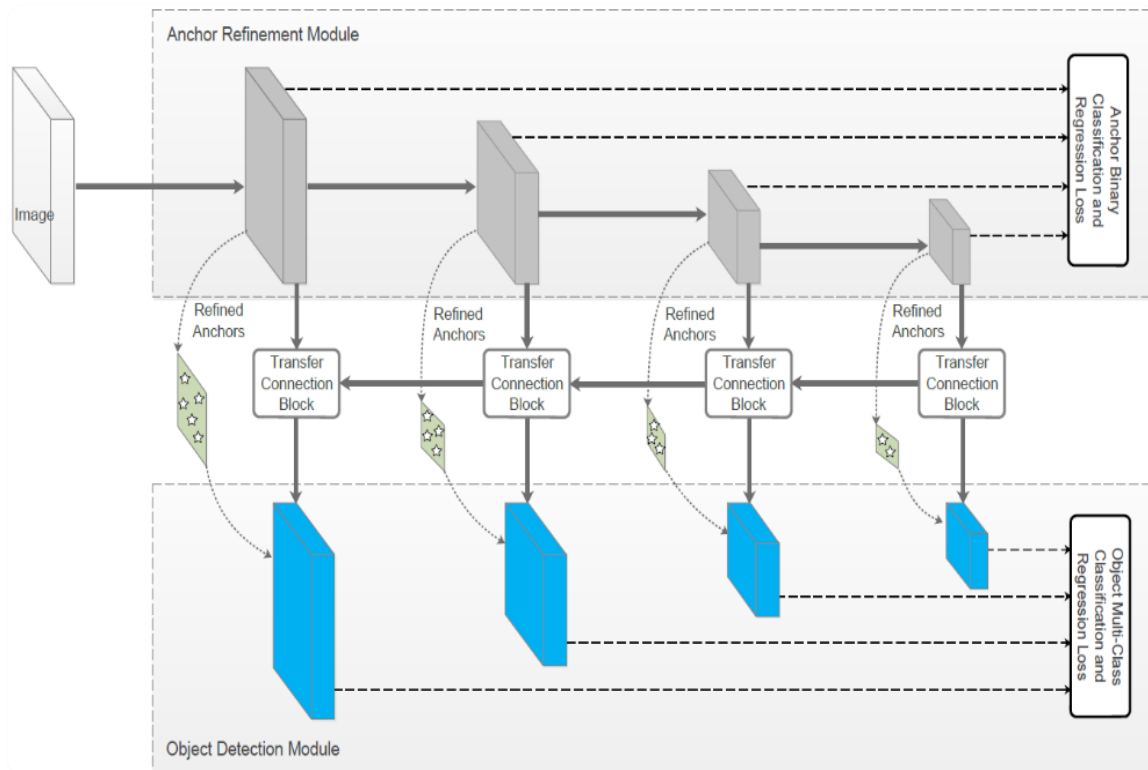 Anchor Refinement Module
Anchor Binary
Classification and
Regression Loss
Image
Refined
Anchors
Refined
Anchors
Refined
Anchors
Refined
Anchors
Transfer
Connection
Block
Transfer
Connection
Block
Transfer
Connection
Block
Transfer
Connection
Block
Object Multi-Class
Classification and
Regression Loss
Object Detection Module